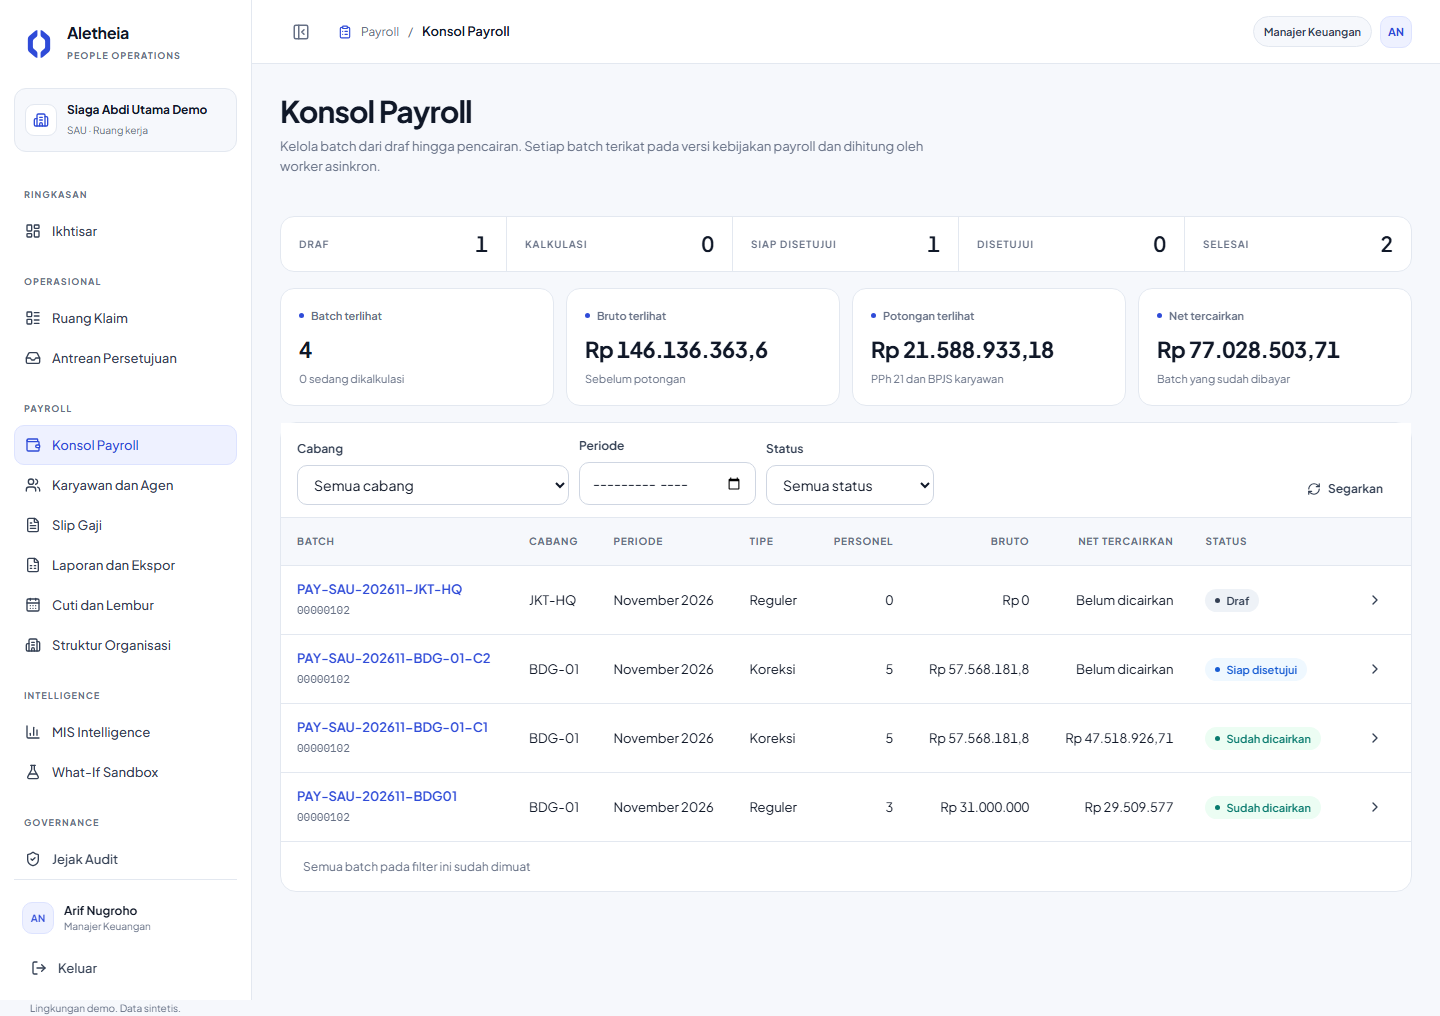 Aletheia
PEOPLE OPERATIONS
Siaga Abdi Utama Demo
SAU · Ruang kerja
RINGKASAN
Ikhtisar
OPERASIONAL
Ruang Klaim
Antrean Persetujuan
PAYROLL
Konsol Payroll
Karyawan dan Agen
Slip Gaji
Laporan dan Ekspor
Cuti dan Lembur
Struktur Organisasi
INTELLIGENCE
MIS Intelligence
What-If Sandbox
GOVERNANCE
Jejak Audit
AN
Arif Nugroho
Manajer Keuangan
Keluar
Lingkungan demo. Data sintetis.
Payroll / Konsol Payroll
Manajer Keuangan
AN
Konsol Payroll
Kelola batch dari draf hingga pencairan. Setiap batch terikat pada versi kebijakan payroll dan dihitung oleh
worker asinkron.
DRAF 1
KALKULASI 0
SIAP DISETUJUI 1
DISETUJUI 0
SELESAI 2
Batch terlihat
4
0 sedang dikalkulasi
Bruto terlihat
Rp 146.136.363,6
Sebelum potongan
Potongan terlihat
Rp 21.588.933,18
PPh 21 dan BPJS karyawan
Net tercairkan
Rp 77.028.503,71
Batch yang sudah dibayar
Cabang
Semua cabang
Periode
--------- ----
Status
Semua status
Segarkan
BATCH CABANG PERIODE TIPE PERSONEL BRUTO NET TERCAIRKAN STATUS
PAY-SAU-202611-JKT-HQ
00000102
JKT-HQ November 2026 Reguler 0 Rp 0 Belum dicairkan Draf
PAY-SAU-202611-BDG-01-C2
00000102
BDG-01 November 2026 Koreksi 5 Rp 57.568.181,8 Belum dicairkan Siap disetujui
PAY-SAU-202611-BDG-01-C1
00000102
BDG-01 November 2026 Koreksi 5 Rp 57.568.181,8 Rp 47.518.926,71 Sudah dicairkan
PAY-SAU-202611-BDG01
00000102
BDG-01 November 2026 Reguler 3 Rp 31.000.000 Rp 29.509.577 Sudah dicairkan
Semua batch pada filter ini sudah dimuat